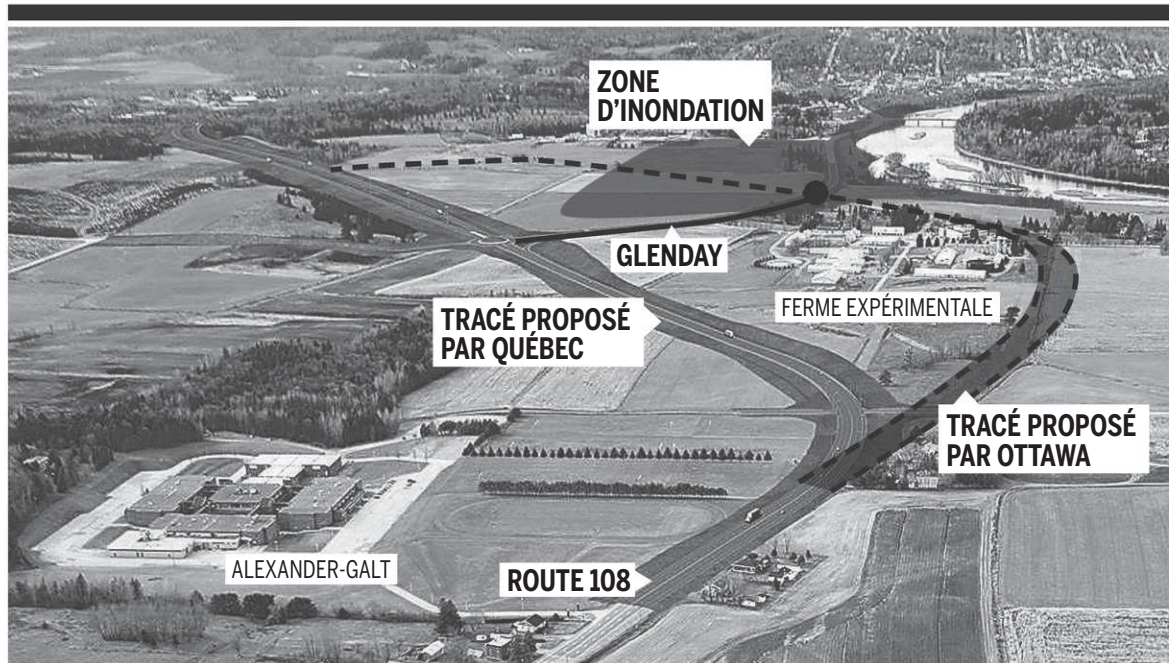 ZONE
D'INONDATION
GLENDAY
FERME EXPÉRIMENTALE
TRACÉ PROPOSÉ
PAR QUÉBEC
TRACÉ PROPOSÉ
PAR OTTAWA
ALEXANDER-GALT
ROUTE 108